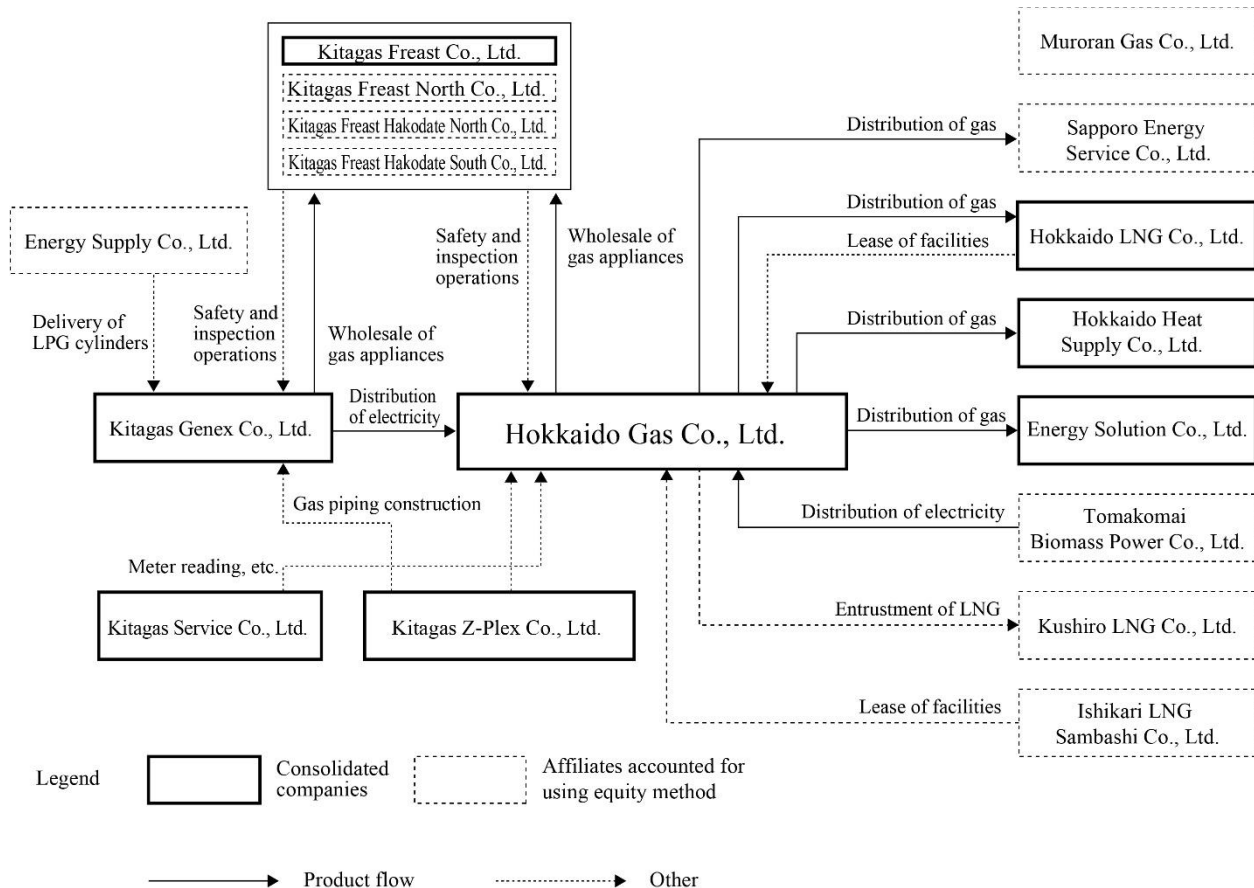 Kitagas Freast Co., Ltd.
Kitagas Freast North Co., Ltd.
Kitagas Freast Hakodate North Co., Ltd.
Kitagas Freast Hakodate South Co., Ltd.
Muroran Gas Co., Ltd.
Distribution of gas
Sapporo Energy
Service Co., Ltd.
Energy Supply Co., Ltd.
Safety and
inspection
operations
Wholesale of
gas appliances
Distribution of gas
Lease of facilities
Hokkaido LNG Co., Ltd.
Delivery of
LPG cylinders
Safety and
inspection
operations
Wholesale of
gas appliances
Distribution of gas
Hokkaido Heat
Supply Co., Ltd.
Kitagas Genex Co., Ltd.
Distribution
of electricity
Hokkaido Gas Co., Ltd.
Distribution of gas
Energy Solution Co., Ltd.
Gas piping construction
Distribution of electricity
Tomakomai
Biomass Power Co., Ltd.
Meter reading, etc.
Kitagas Service Co., Ltd.
Kitagas Z-Plex Co., Ltd.
Entrustment of LNG
Kushiro LNG Co., Ltd.
Lease of facilities
Ishikari LNG
Sambashi Co., Ltd.
Legend
Consolidated
companies
Affiliates accounted for
using equity method
Product flow
Other